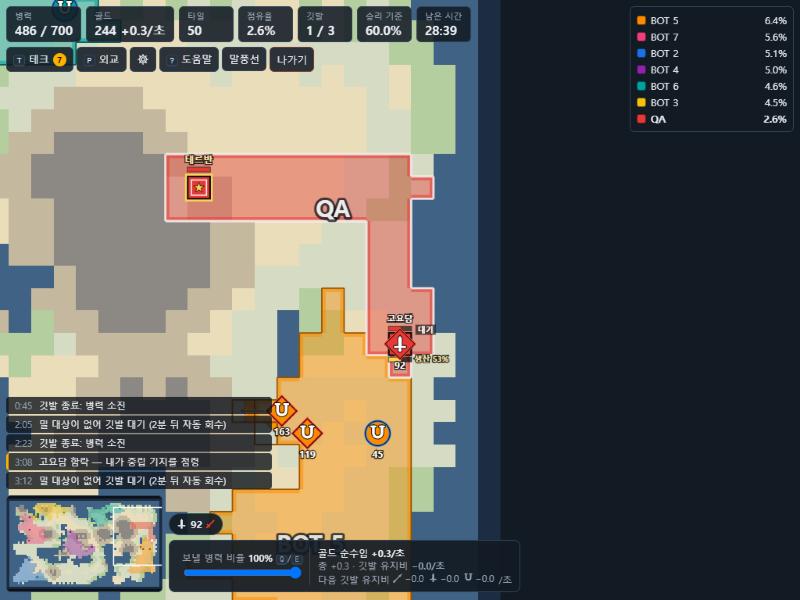 병력
486 / 700
골드
244 +0.3/초
타일
50
점유율
2.6%
깃발
1 / 3
승리 기준
60.0%
남은 시간
28:39
T 테크 7
P 외교
? 도움말
말풍선
나가기
BOT 5 6.4%
BOT 7 5.6%
BOT 2 5.1%
BOT 4 5.0%
BOT 6 4.6%
BOT 3 4.5%
QA 2.6%
테르반
QA
고요담
대기
생산 53%
92
163
119
45
0:45 깃발 종료: 병력 소진
2:05 밀 대상이 없어 깃발 대기 (2분 뒤 자동 회수)
2:23 깃발 종료: 병력 소진
3:08 고요담 함락 — 내가 중립 기지를 점령
3:12 밀 대상이 없어 깃발 대기 (2분 뒤 자동 회수)
92
BOT 5
보낼 병력 비율 100% Q / E
골드 순수입 +0.3/초
총 +0.3 · 깃발 유지비 −0.0/초
다음 깃발 유지비 −0.0 −0.0 −0.0 /초